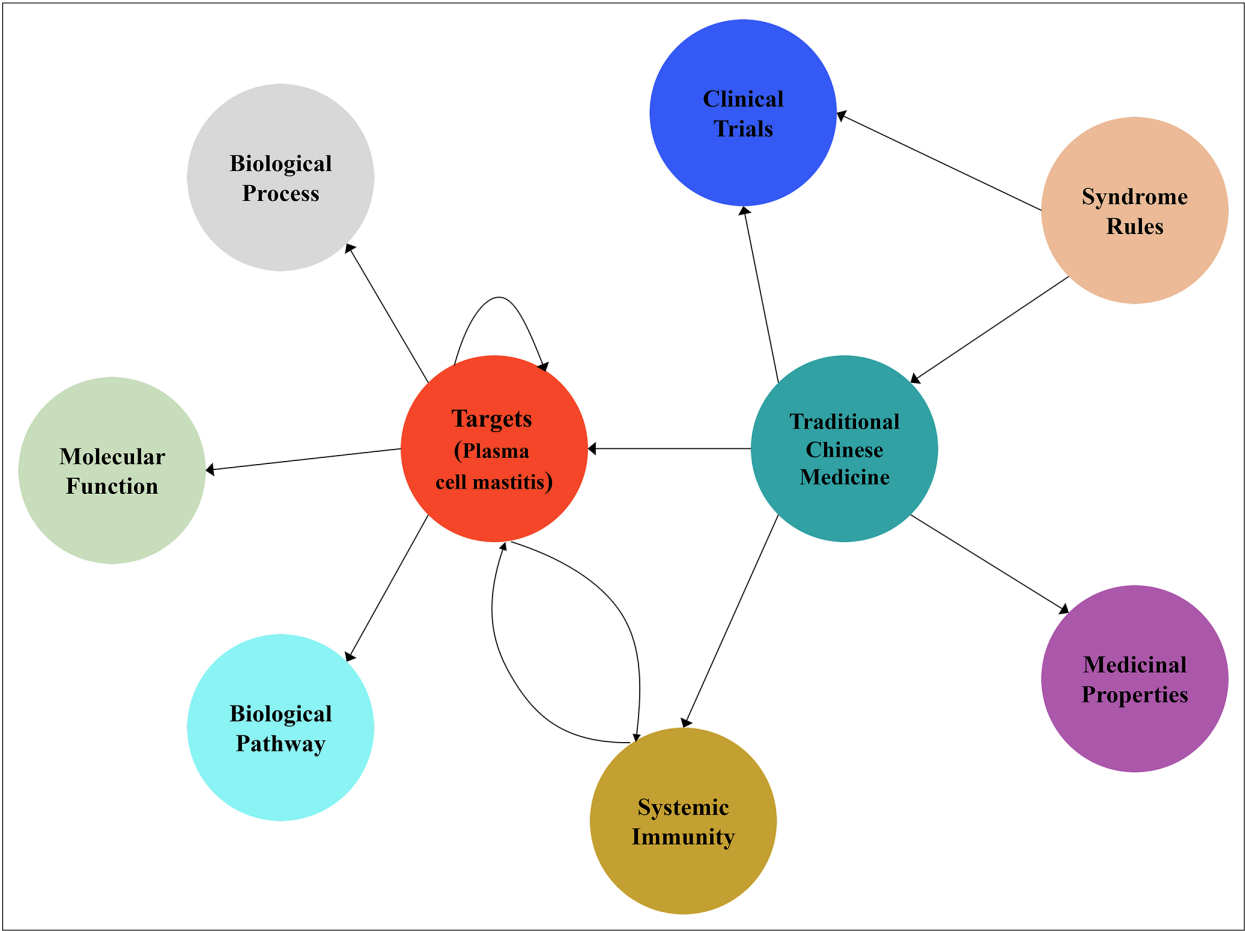 Clinical
Trials
Biological
Process
Syndrome
Rules
Targets
(Plasma
cell mastitis)
Traditional
Chinese
Medicine
Molecular
Function
Medicinal
Properties
Biological
Pathway
Systemic
Immunity